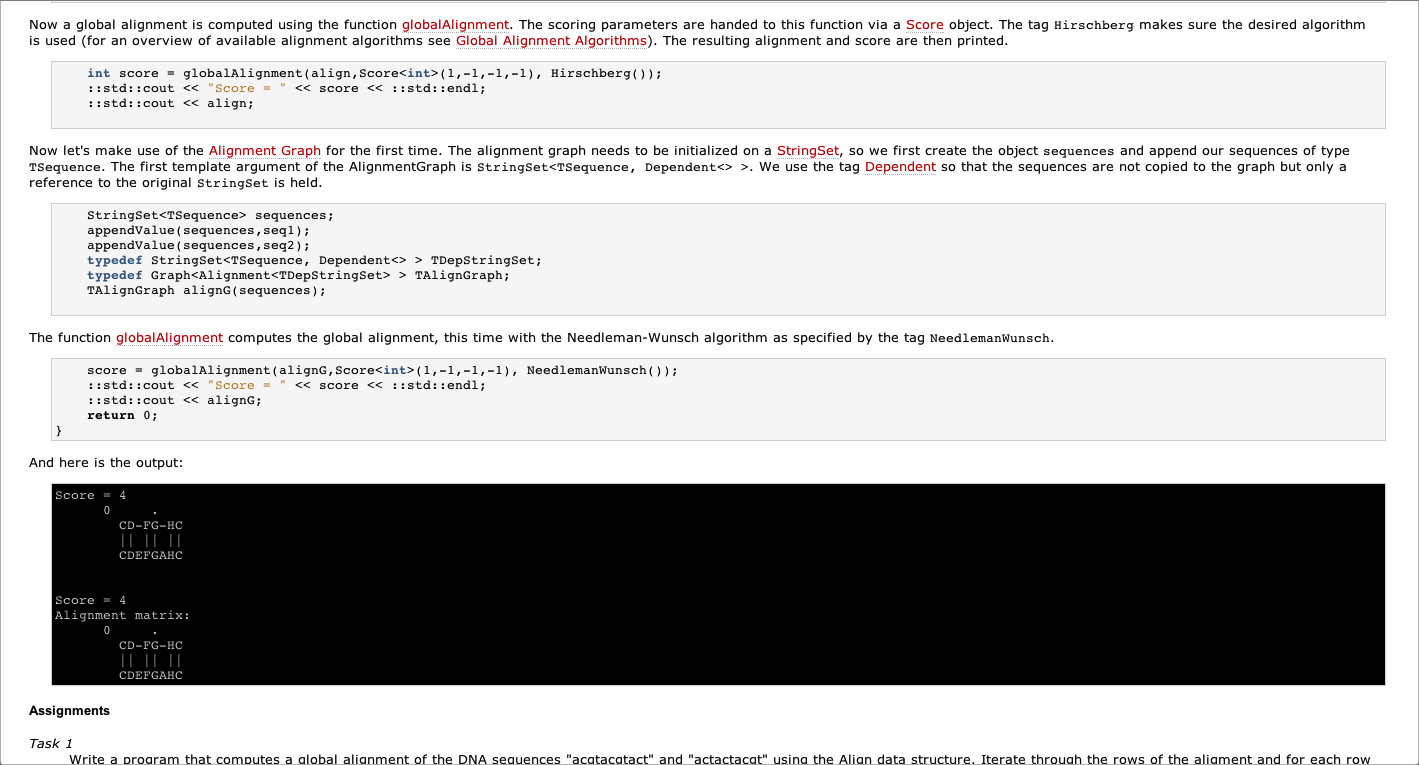 Now a global alignment is computed using the function globalAlignment. The scoring parameters are handed to this function via a Score object. The tag Hirschberg makes sure the desired algorithm
is used (for an overview of available alignment algorithms see Global Alignment Algorithms). The resulting alignment and score are then printed.
int score = globalAlignment(align,Score<int>(1,-1,-1,-1), Hirschberg());
::std::cout << "Score = " << score << ::std::endl;
::std::cout << align;
Now let's make use of the Alignment Graph for the first time. The alignment graph needs to be initialized on a StringSet, so we first create the object sequences and append our sequences of type
TSequence. The first template argument of the AlignmentGraph is StringSet<TSequence, Dependent<> >. We use the tag Dependent so that the sequences are not copied to the graph but only a
reference to the original StringSet is held.
StringSet<TSequence> sequences;
appendValue(sequences,seq1);
appendValue(sequences,seq2);
typedef StringSet<TSequence, Dependent<> > TDepStringSet;
typedef Graph<Alignment<TDepStringSet> > TAlignGraph;
TAlignGraph alignG(sequences);
The function globalAlignment computes the global alignment, this time with the Needleman-Wunsch algorithm as specified by the tag NeedlemanWunsch.
score = globalAlignment(alignG,Score<int>(1,-1,-1,-1), NeedlemanWunsch());
::std::cout << "Score = " << score << ::std::endl;
::std::cout << alignG;
return 0;
}
And here is the output:
Score = 4
0     .
CD-FG-HC
|| || ||
CDEFGAHC
Score = 4
Alignment matrix:
0     .
CD-FG-HC
|| || ||
CDEFGAHC
Assignments
Task 1
Write a program that computes a global alignment of the DNA sequences "acgtacgtact" and "actactacgt" using the Align data structure. Iterate through the rows of the aligment and for each row